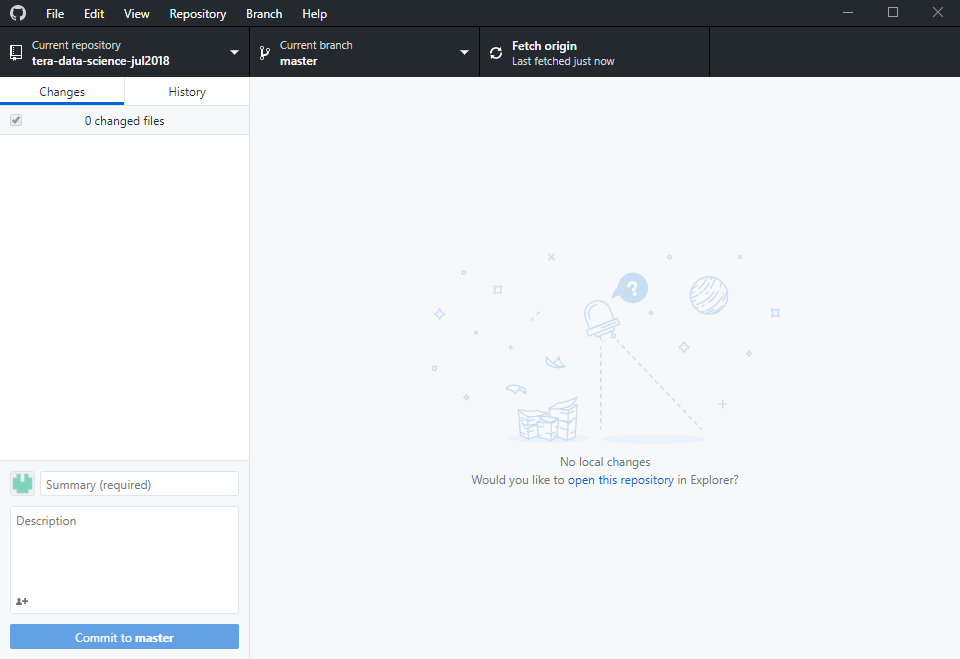 File Edit View Repository Branch Help
Current repository
tera-data-science-jul2018
Current branch
master
Fetch origin
Last fetched just now
Changes History
0 changed files
?
No local changes
Would you like to open this repository in Explorer?
Summary (required)
Description
Commit to master